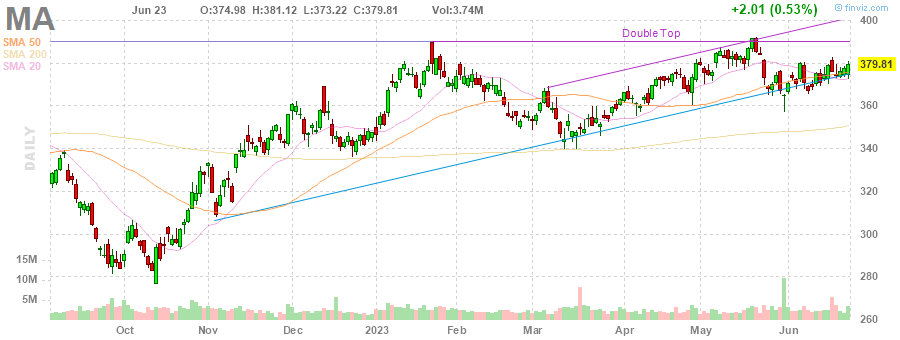 MA Jun 23 O:374.98 H:381.12 L:373.22 C:379.81 Vol:3.74M +2.01 (0.53%) © finviz.com
SMA 50
SMA 200
SMA 20
DAILY
Double Top
400
379.81
360
340
320
300
280
260
15M
10M
5M
Oct Nov Dec 2023 Feb Mar Apr May Jun